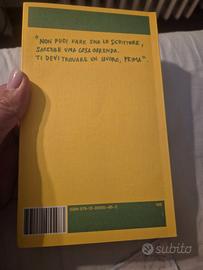 "NON PUOI FARE SOLO LO SCRITTORE,
SAREBBE UNA COSA ORRENDA.
TI DEVI TROVARE UN LAVORO, PRIMA".
subito